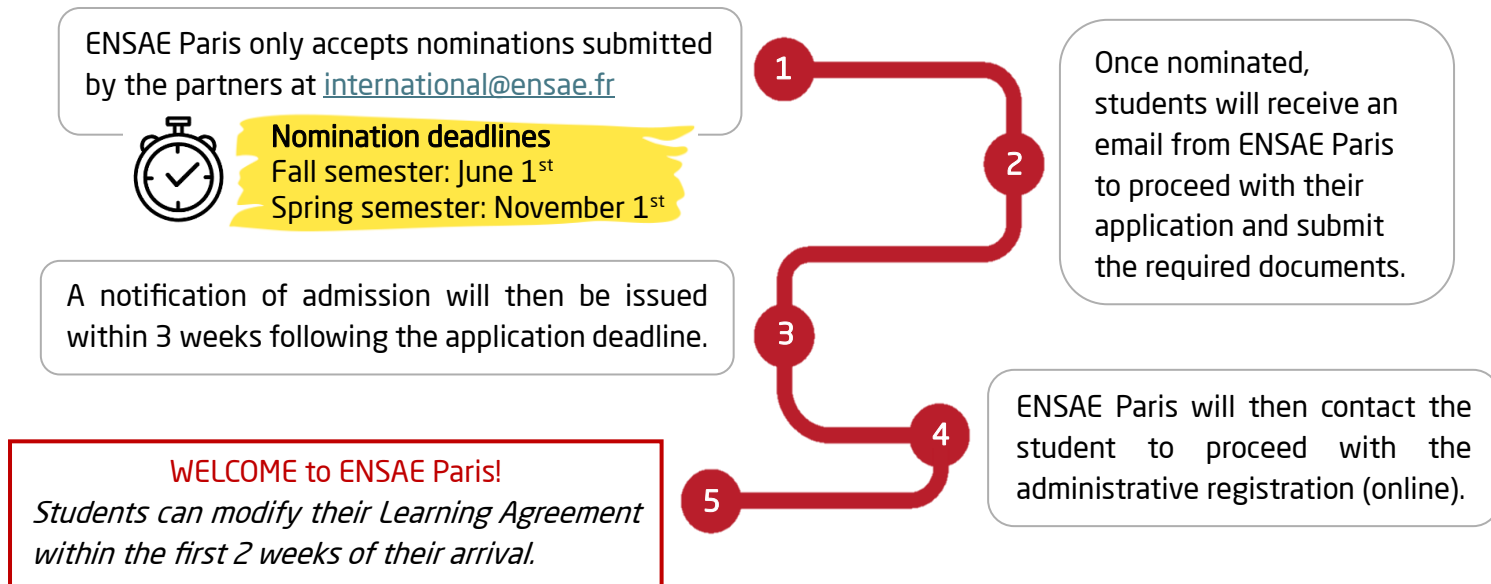 ENSAE Paris only accepts nominations submitted
by the partners at international@ensae.fr
Nomination deadlines
Fall semester: June 1st
Spring semester: November 1st
1
2
Once nominated,
students will receive an
email from ENSAE Paris
to proceed with their
application and submit
the required documents.
A notification of admission will then be issued
within 3 weeks following the application deadline.
3
4
ENSAE Paris will then contact the
student to proceed with the
administrative registration (online).
WELCOME to ENSAE Paris!
Students can modify their Learning Agreement
within the first 2 weeks of their arrival.
5